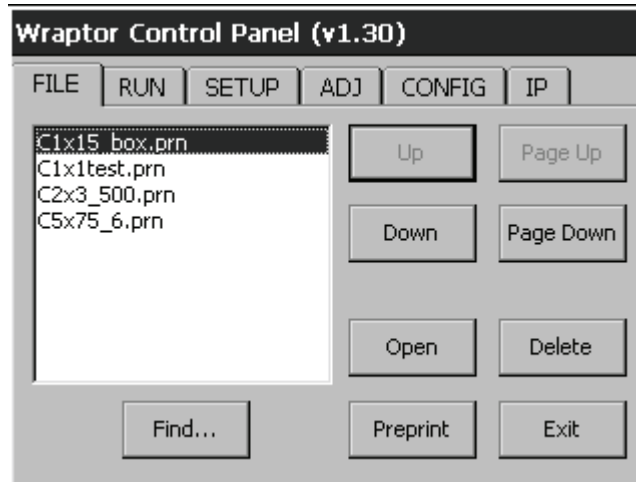 Wraptor Control Panel (v1.30)
FILE RUN SETUP ADJ CONFIG IP
C1x15_box.prn
C1x1test.prn
C2x3_500.prn
C5x75_6.prn
Up Page Up
Down Page Down
Open Delete
Find... Preprint Exit